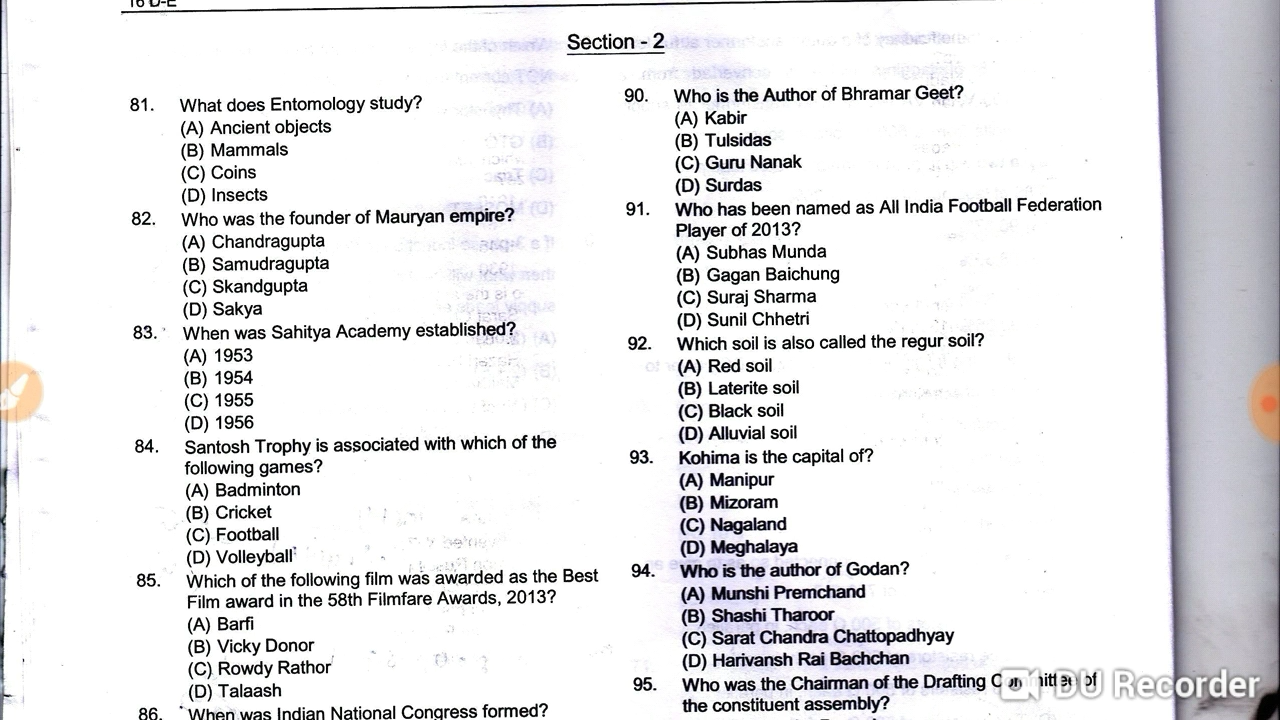 16 D-E
Section - 2
81. What does Entomology study?
(A) Ancient objects
(B) Mammals
(C) Coins
(D) Insects
82. Who was the founder of Mauryan empire?
(A) Chandragupta
(B) Samudragupta
(C) Skandgupta
(D) Sakya
83. When was Sahitya Academy established?
(A) 1953
(B) 1954
(C) 1955
(D) 1956
84. Santosh Trophy is associated with which of the
following games?
(A) Badminton
(B) Cricket
(C) Football
(D) Volleyball
85. Which of the following film was awarded as the Best
Film award in the 58th Filmfare Awards, 2013?
(A) Barfi
(B) Vicky Donor
(C) Rowdy Rathor
(D) Talaash
86. When was Indian National Congress formed?
90. Who is the Author of Bhramar Geet?
(A) Kabir
(B) Tulsidas
(C) Guru Nanak
(D) Surdas
91. Who has been named as All India Football Federation
Player of 2013?
(A) Subhas Munda
(B) Gagan Baichung
(C) Suraj Sharma
(D) Sunil Chhetri
92. Which soil is also called the regur soil?
(A) Red soil
(B) Laterite soil
(C) Black soil
(D) Alluvial soil
93. Kohima is the capital of?
(A) Manipur
(B) Mizoram
(C) Nagaland
(D) Meghalaya
94. Who is the author of Godan?
(A) Munshi Premchand
(B) Shashi Tharoor
(C) Sarat Chandra Chattopadhyay
(D) Harivansh Rai Bachchan
95. Who was the Chairman of the Drafting Committee of
the constituent assembly?
DU Recorder